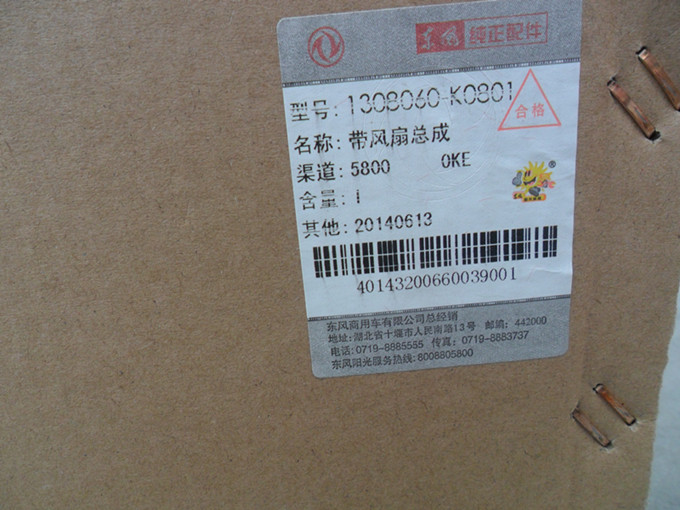 东风 纯正配件
型号: 1308060-K0801
合格
名称: 带风扇总成
渠道: 5800 0KE
含量: 1
其他: 20140613
®
40143200660039001
东风商用车有限公司总经销
地址:湖北省十堰市人民南路13号 邮编: 442000
电话:0719-8885555 传真: 0719-8883737
东风阳光服务热线: 8008805800